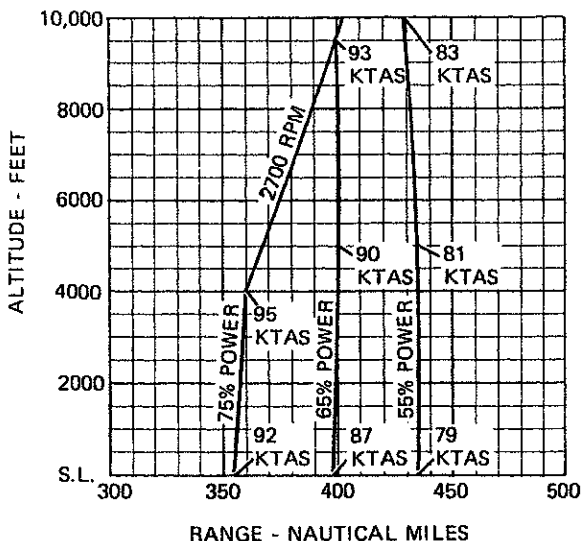 10,000
8000
6000
4000
2000
S.L.
ALTITUDE - FEET
93
KTAS
83
KTAS
2700 RPM
90
KTAS
81
KTAS
95
KTAS
75% POWER
65% POWER
55% POWER
92
KTAS
87
KTAS
79
KTAS
300
350
400
450
500
RANGE - NAUTICAL MILES